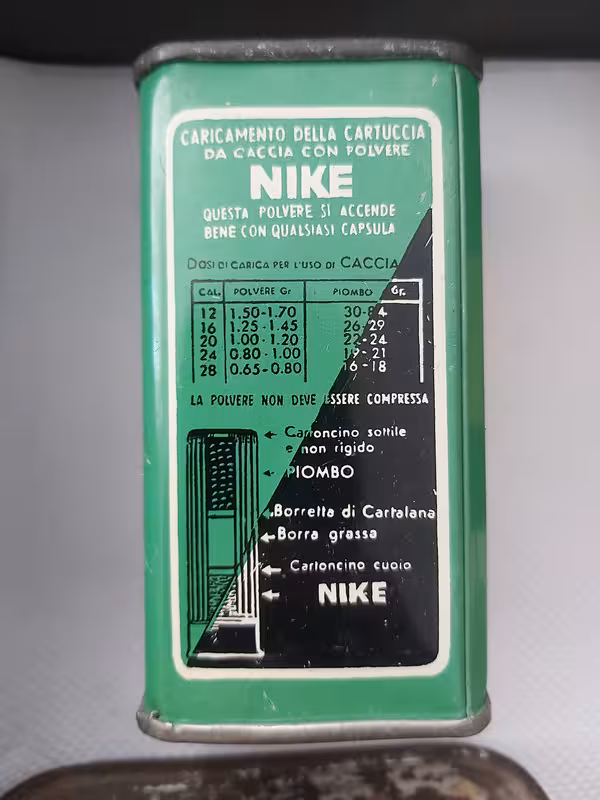 CARICAMENTO DELLA CARTUCCIA
DA CACCIA CON POLVERE
NIKE
QUESTA POLVERE SI ACCENDE
BENE CON QUALSIASI CAPSULA
DOSI DI CARICA PER L'USO DI CACCIA
CAL. POLVERE Gr PIOMBO Gr.
12 1.50-1.70 30-34
16 1.25-1.45 26-29
20 1.00-1.20 22-24
24 0.80-1.00 19-21
28 0.65-0.80 16-18
LA POLVERE NON DEVE ESSERE COMPRESSA
Cartoncino sottile
e non rigido
PIOMBO
Borretta di Cartalana
Borra grassa
Cartoncino cuoio
NIKE